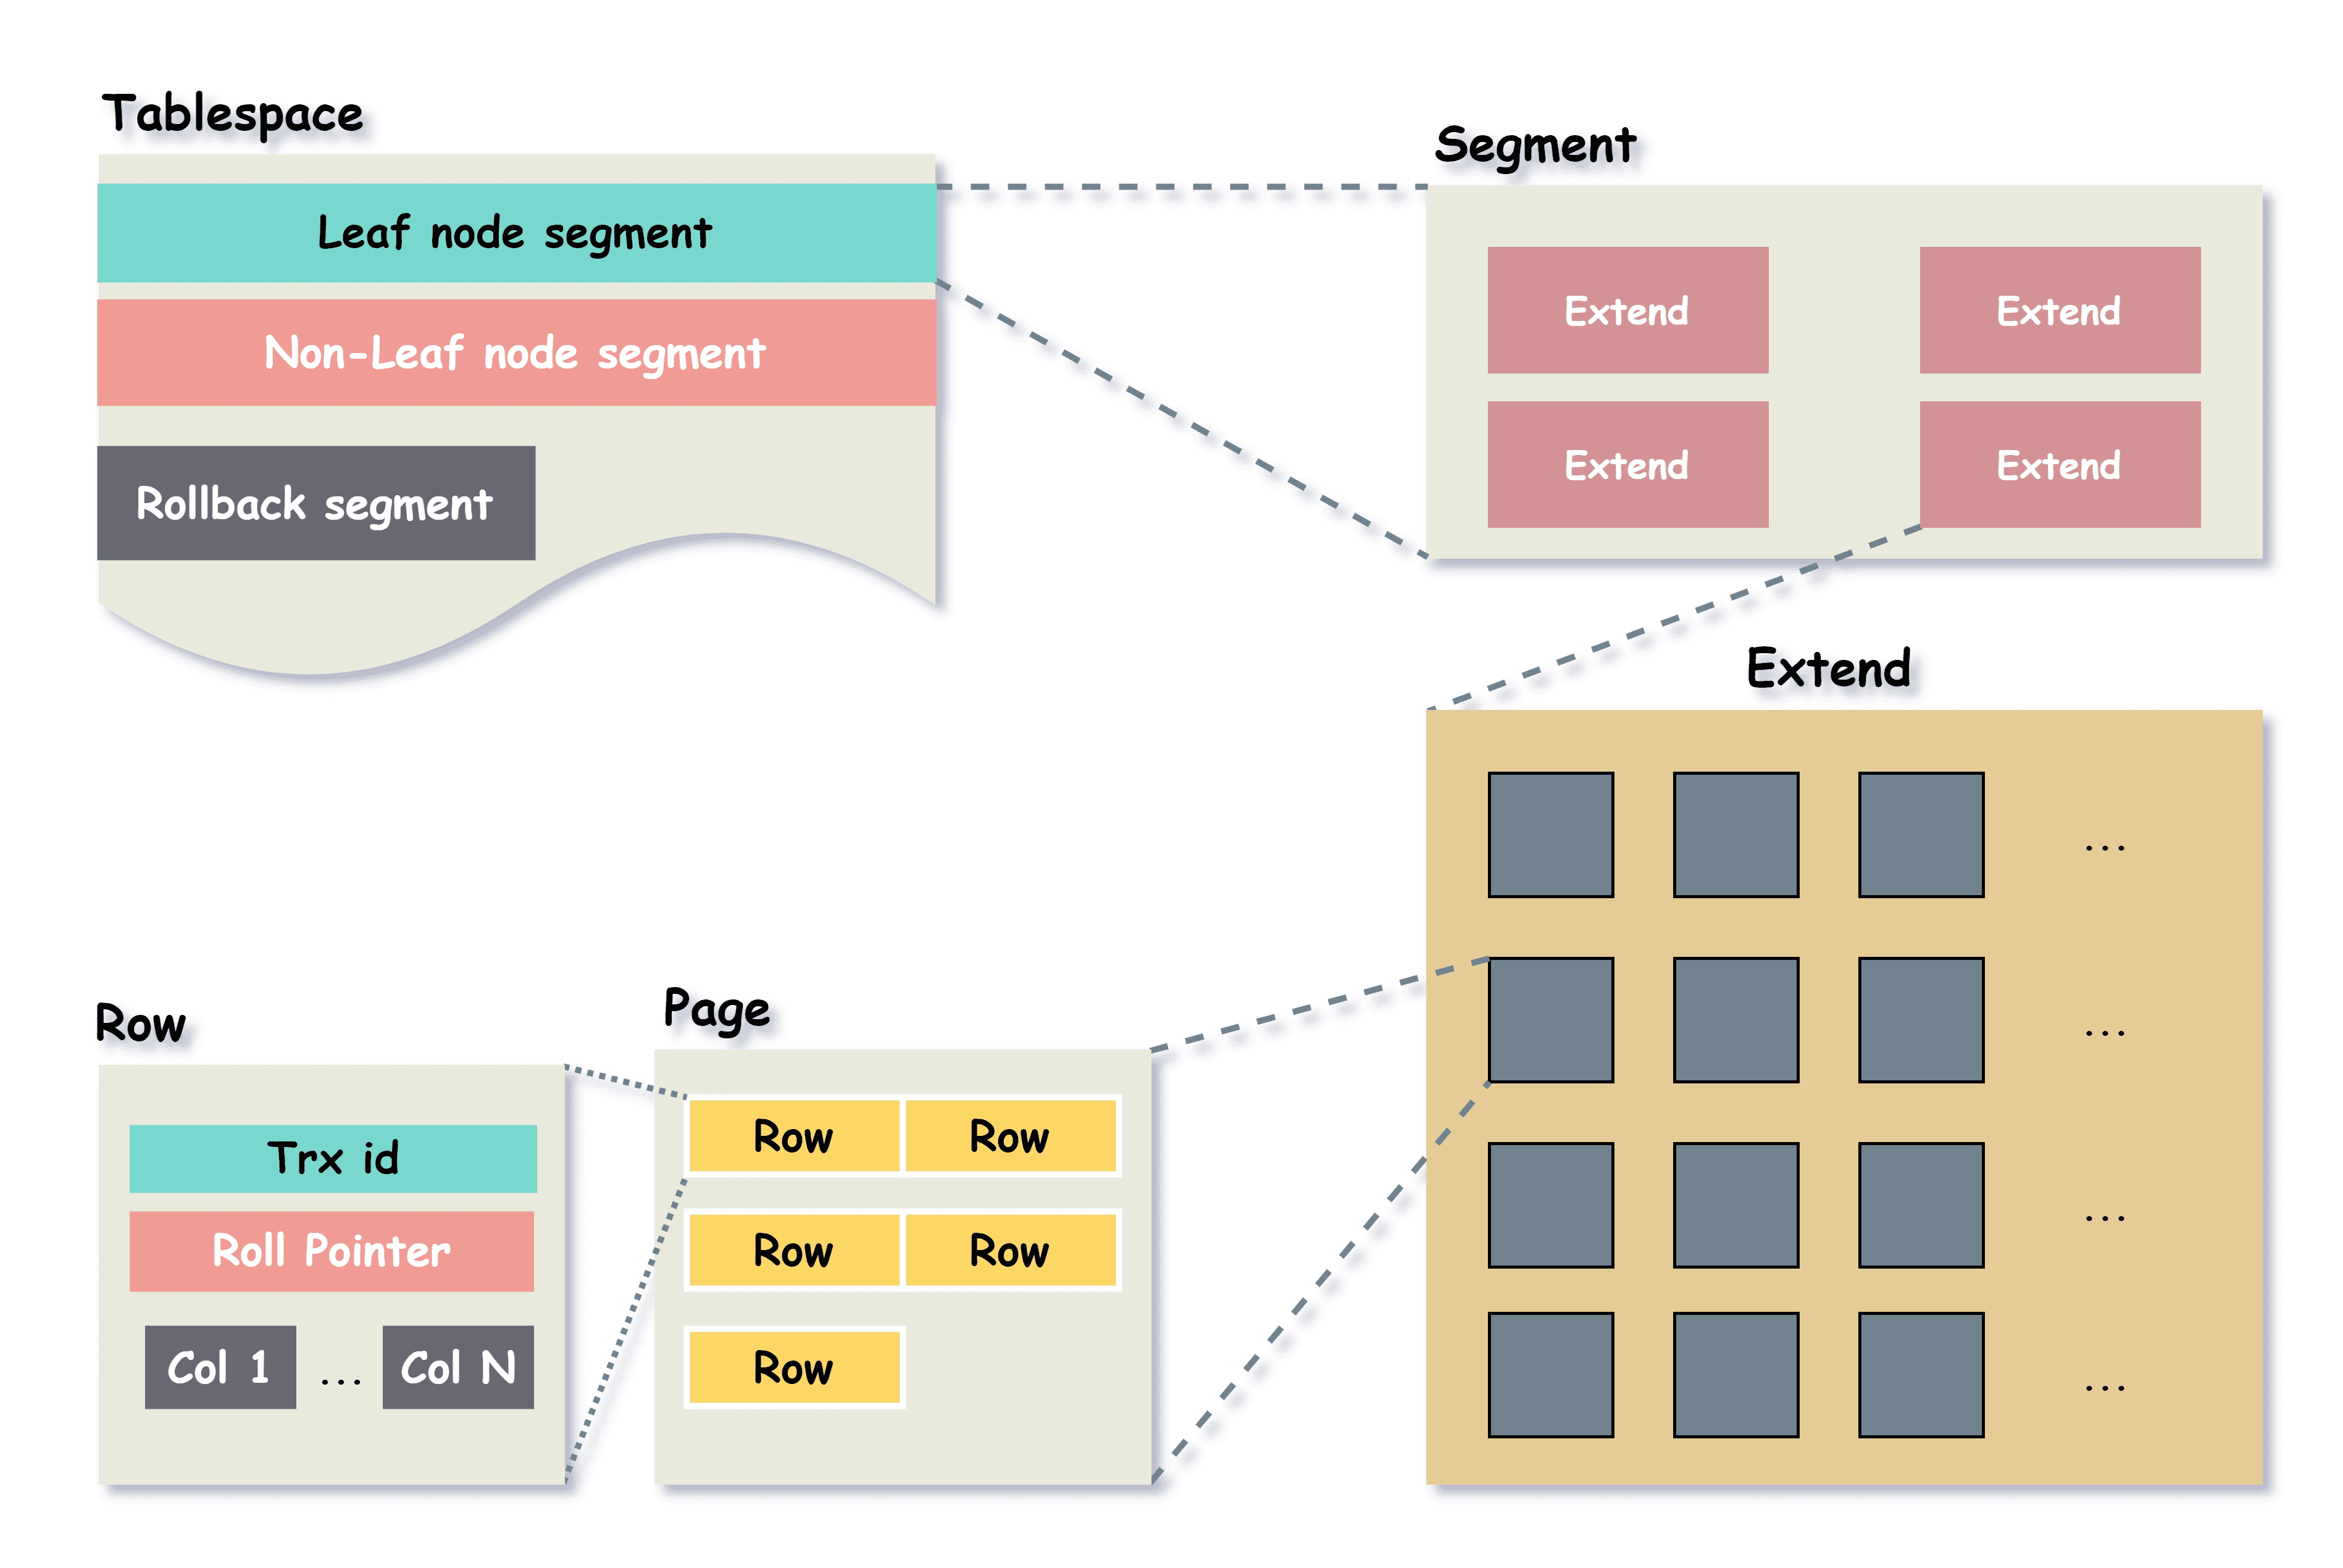 Tablespace
Leaf node segment
Non-Leaf node segment
Rollback segment
Segment
Extend
Extend
Extend
Extend
Extend
...
...
...
...
Page
Row
Row
Row
Row
Row
Row
Trx id
Roll Pointer
Col 1
...
Col N